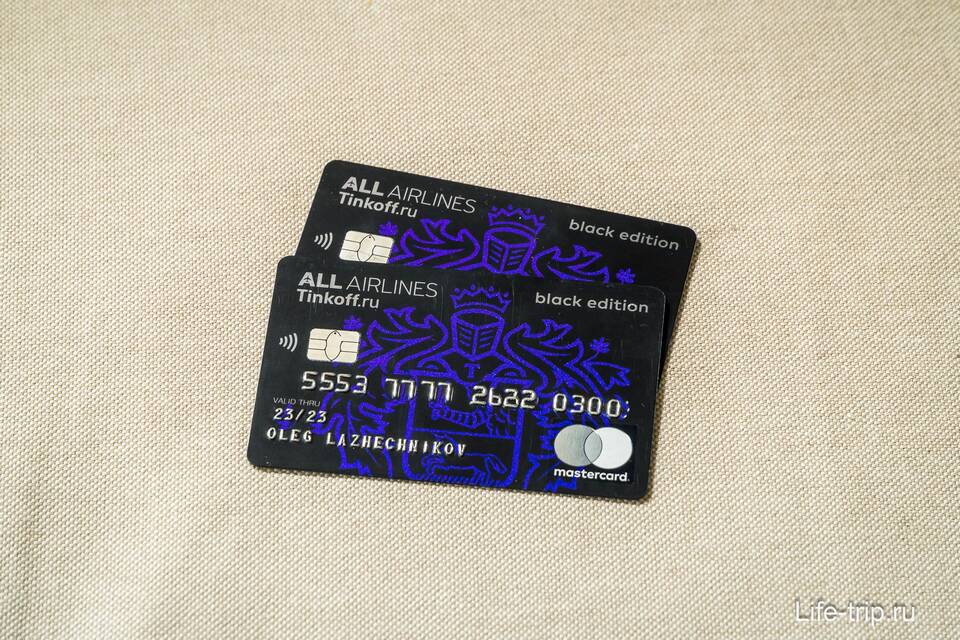 ALL AIRLINES
Tinkoff.ru
black edition
ALL AIRLINES
Tinkoff.ru
black edition
T
5553 7777 2682 0300
VALID THRU
23/23
OLEG LAZHECHNIKOV
mastercard
Life-trip.ru